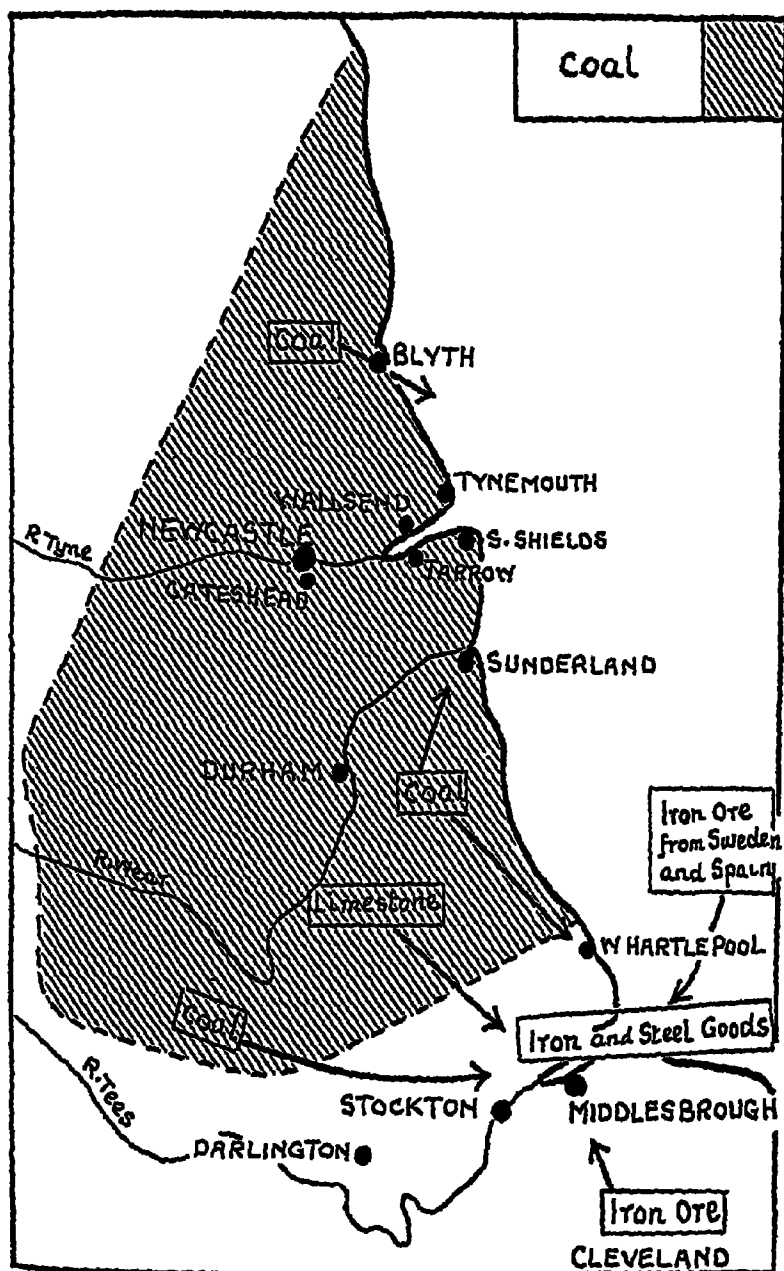 Coal
Coal
BLYTH
TYNEMOUTH
WALLSEND
NEWCASTLE
R Tyne
S. SHIELDS
TARROW
GATESHEAD
SUNDERLAND
DURHAM
Coal
Iron Ore
from Sweden
and Spain
R. Wear
Limestone
W HARTLEPOOL
Coal
Iron and Steel Goods
R. Tees
STOCKTON
MIDDLESBROUGH
DARLINGTON
Iron Ore
CLEVELAND